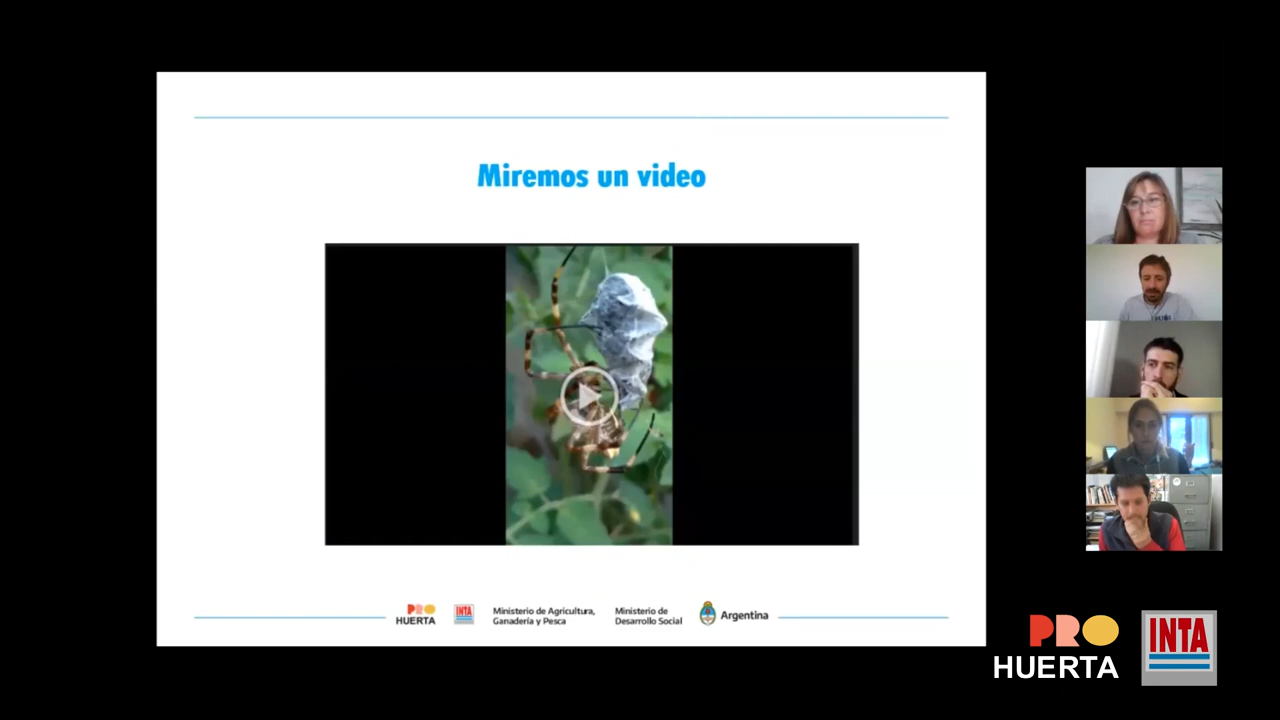 Miremos un video
PRO
HUERTA
INTA
Ministerio de Agricultura,
Ganadería y Pesca
Ministerio de
Desarrollo Social
Argentina
PRO
HUERTA
INTA